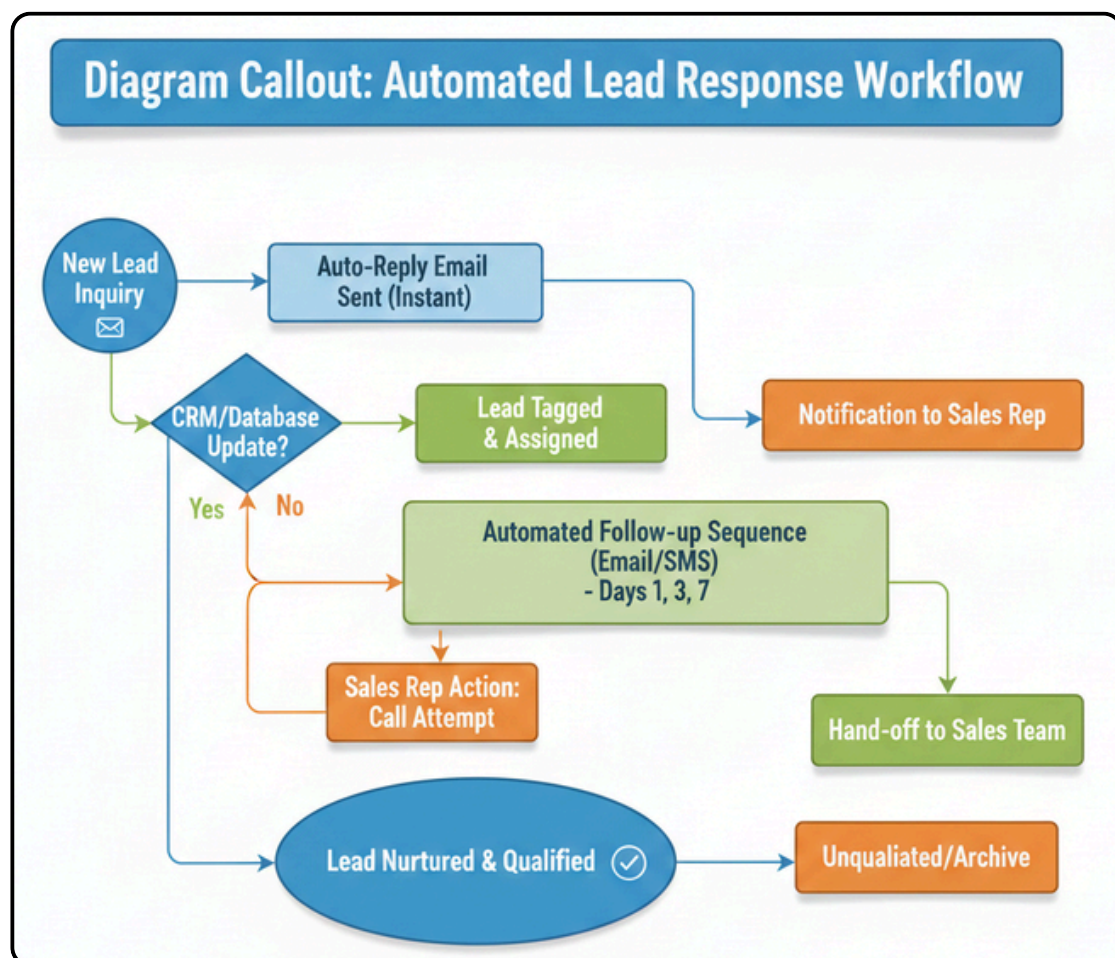 Diagram Callout: Automated Lead Response Workflow
New Lead
Inquiry
Auto-Reply Email
Sent (Instant)
CRM/Database
Update?
Lead Tagged
& Assigned
Notification to Sales Rep
Yes
No
Automated Follow-up Sequence
(Email/SMS)
- Days 1, 3, 7
Sales Rep Action:
Call Attempt
Hand-off to Sales Team
Lead Nurtured & Qualified
Unqualiated/Archive